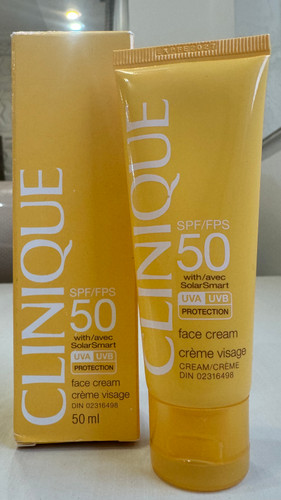 CLINIQUE
SPF/FPS
50
with/avec
SolarSmart
UVA UVB
PROTECTION
face cream
crème visage
DIN 02316498
50 ml
CLINIQUE
SPF/FPS
50
with/avec
SolarSmart
UVA UVB
PROTECTION
face cream
crème visage
CREAM/CRÈME
DIN 02316498